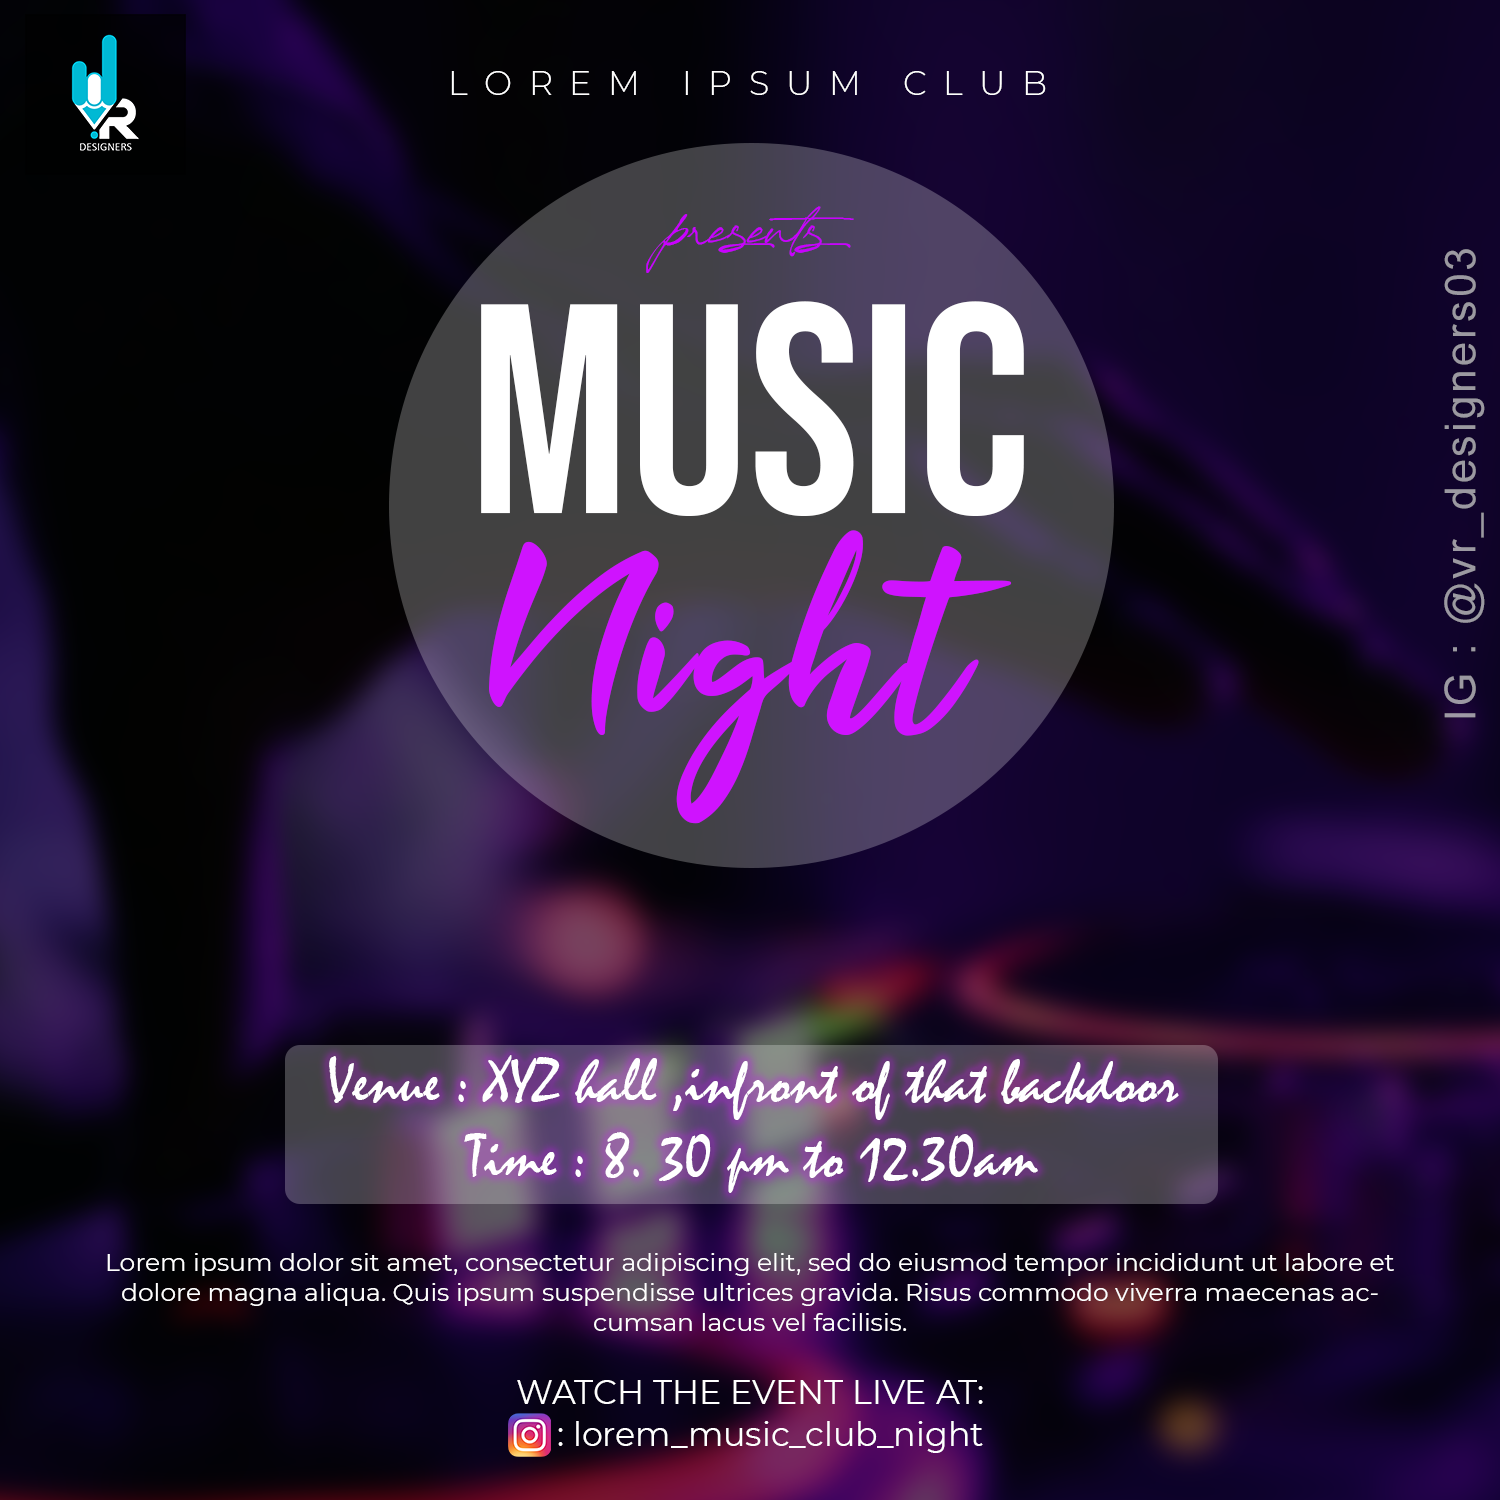 R
DESIGNERS
LOREM IPSUM CLUB
presents
MUSIC
Night
IG : @vr_designers03
Venue : XYZ hall ,infront of that backdoor
Time : 8. 30 pm to 12.30am
Lorem ipsum dolor sit amet, consectetur adipiscing elit, sed do eiusmod tempor incididunt ut labore et
dolore magna aliqua. Quis ipsum suspendisse ultrices gravida. Risus commodo viverra maecenas ac-
cumsan lacus vel facilisis.
WATCH THE EVENT LIVE AT:
: lorem_music_club_night